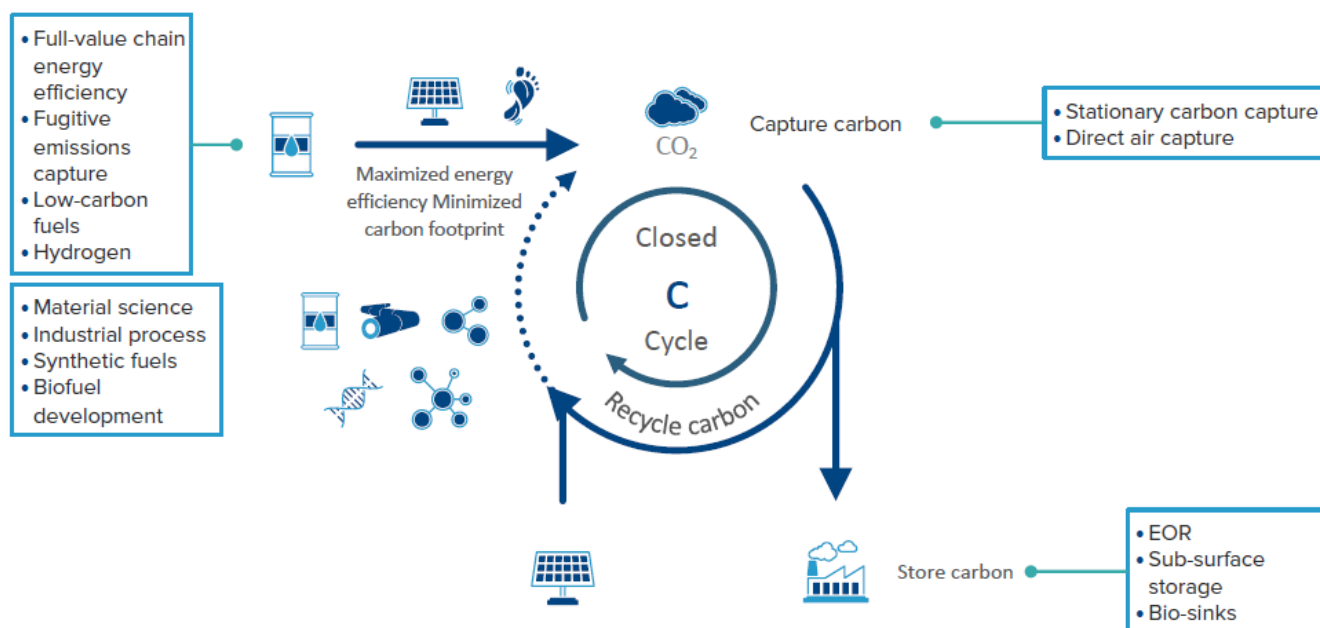 • Full-value chain
energy
efficiency
• Fugitive
emissions
capture
• Low-carbon
fuels
• Hydrogen
Maximized energy
efficiency Minimized
carbon footprint
CO₂
Capture carbon
• Stationary carbon capture
• Direct air capture
Closed
C
Cycle
Recycle carbon
• Material science
• Industrial process
• Synthetic fuels
• Biofuel
development
Store carbon
• EOR
• Sub-surface
storage
• Bio-sinks